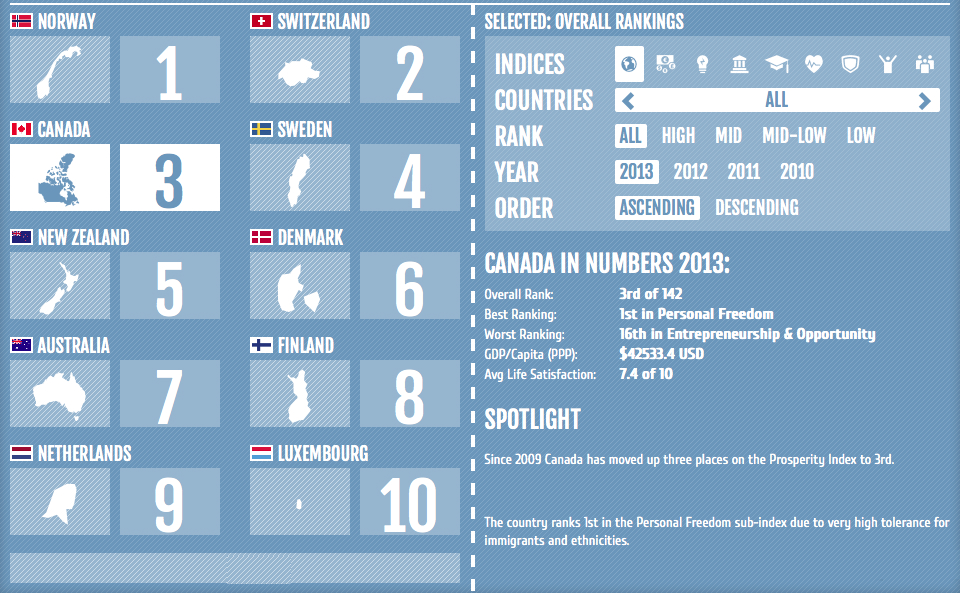 NORWAY
1
SWITZERLAND
2
CANADA
3
SWEDEN
4
NEW ZEALAND
5
DENMARK
6
AUSTRALIA
7
FINLAND
8
NETHERLANDS
9
LUXEMBOURG
10
SELECTED: OVERALL RANKINGS
INDICES
COUNTRIES ALL
RANK ALL HIGH MID MID-LOW LOW
YEAR 2013 2012 2011 2010
ORDER ASCENDING DESCENDING
CANADA IN NUMBERS 2013:
Overall Rank: 3rd of 142
Best Ranking: 1st in Personal Freedom
Worst Ranking: 16th in Entrepreneurship & Opportunity
GDP/Capita (PPP): $42533.4 USD
Avg Life Satisfaction: 7.4 of 10
SPOTLIGHT
Since 2009 Canada has moved up three places on the Prosperity Index to 3rd.
The country ranks 1st in the Personal Freedom sub-index due to very high tolerance for
immigrants and ethnicities.